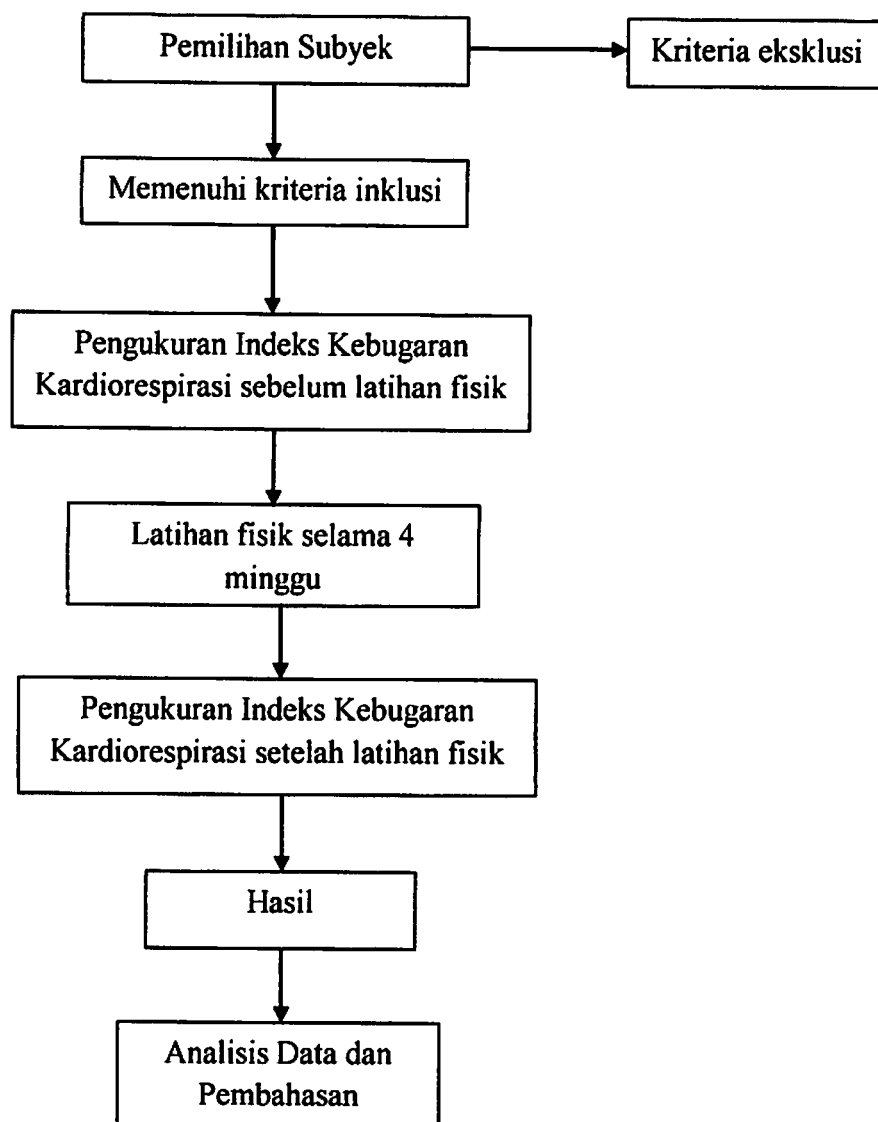 Pemilihan Subyek
Kriteria eksklusi
Memenuhi kriteria inklusi
Pengukuran Indeks Kebugaran
Kardiorespirasi sebelum latihan fisik
Latihan fisik selama 4
minggu
Pengukuran Indeks Kebugaran
Kardiorespirasi setelah latihan fisik
Hasil
Analisis Data dan
Pembahasan